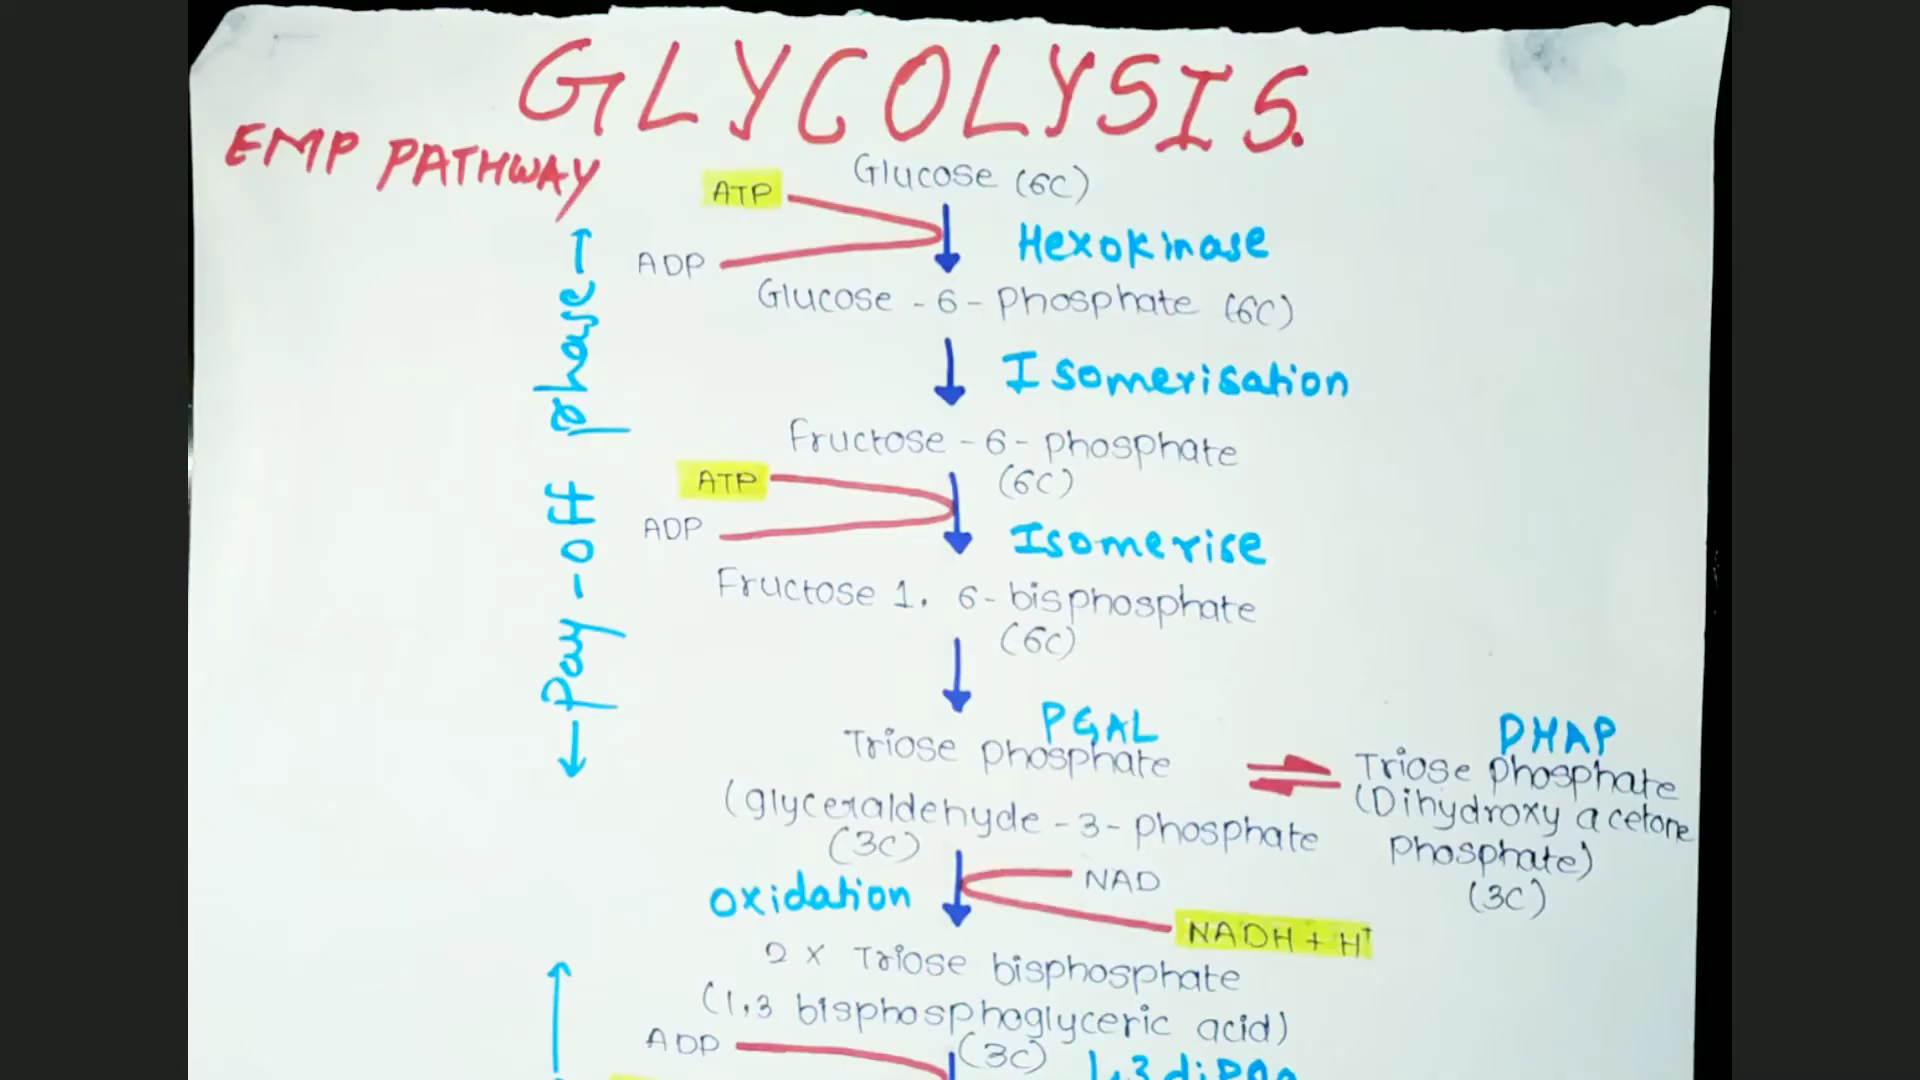 GLYCOLYSIS.
EMP PATHWAY
Glucose (6C)
ATP
Hexokinase
ADP
Glucose - 6 - Phosphate (6C)
Isomerisation
Fructose - 6 - phosphate
(6C)
ATP
ADP
Isomerise
Fructose 1. 6 - bisphosphate
(6C)
Pay - off phase
PGAL
Triose phosphate
DHAP
Triose phosphate
(Dihydroxy acetone
Phosphate)
(3C)
(glyceraldehyde - 3 - phosphate
(3C)
NAD
oxidation
NADH + H+
2 x Triose bisphosphate
(1,3 bisphosphoglyceric acid)
(3C)
ADP